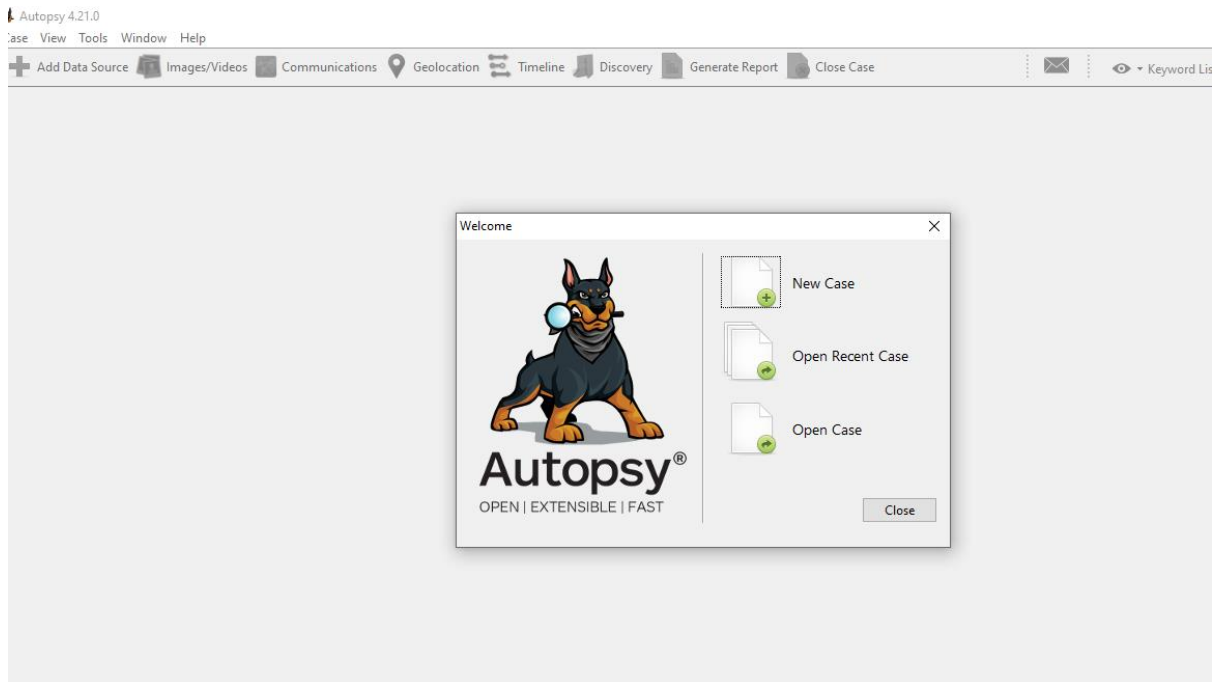 Autopsy 4.21.0
ase View Tools Window Help
Add Data Source Images/Videos Communications Geolocation Timeline Discovery Generate Report Close Case Keyword Lis
Welcome
New Case
Open Recent Case
Open Case
Autopsy®
OPEN | EXTENSIBLE | FAST
Close